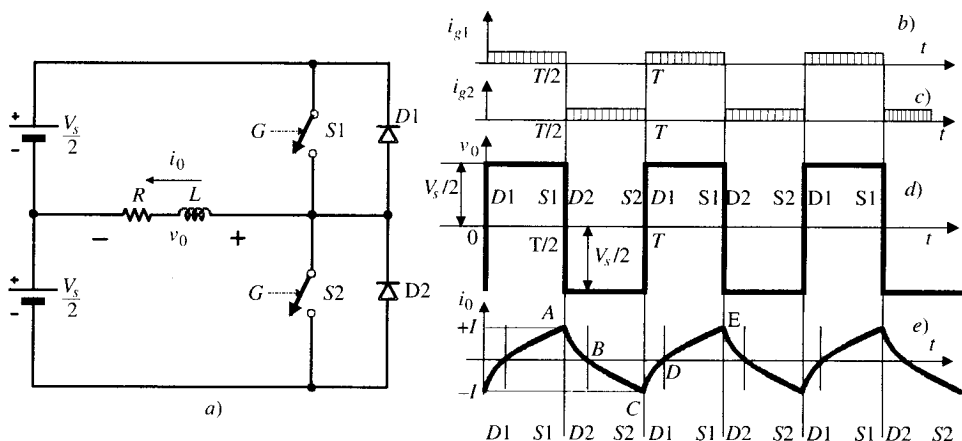 b)
i_g1
t
T/2
T
c)
i_g2
T/2
T
t
v_0
V_s/2
D1 S1 D2 S2 D1 S1 D2 S2 D1 S1
d)
0
T/2
T
t
V_s/2
i_0
+I
A
E
e)
t
B
D
-I
C
D1 S1 D2 S2 D1 S1 D2 S2 D1 S1 D2 S2
+
V_s
2
-
G
S1
D1
i_0
R
L
-
v_0
+
+
V_s
2
-
G
S2
D2
a)